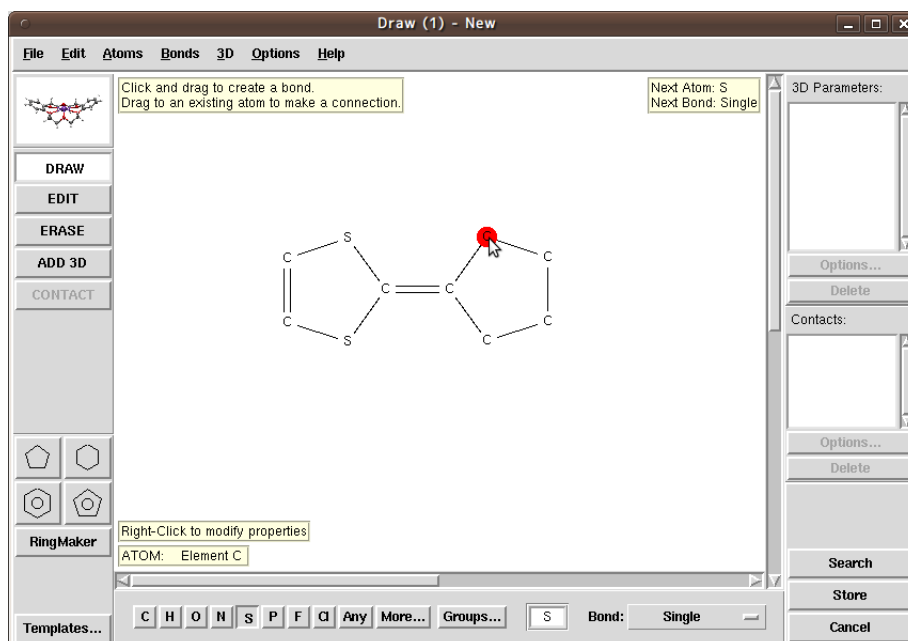 Draw (1) - New
File Edit Atoms Bonds 3D Options Help
Click and drag to create a bond.
Drag to an existing atom to make a connection.
Next Atom: S
Next Bond: Single
3D Parameters:
DRAW
EDIT
ERASE
ADD 3D
CONTACT
S C
C C
C C
C C
S C
Options...
Delete
Contacts:
Options...
Delete
RingMaker
Right-Click to modify properties
ATOM: Element C
Search
Store
Cancel
Templates...
C H O N S P F Cl Any More... Groups... S Bond: Single